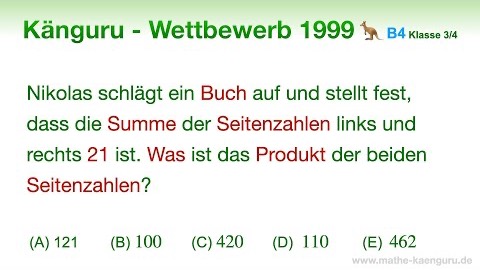 Känguru - Wettbewerb 1999 🦘 B4 Klasse 3/4
Nikolas schlägt ein Buch auf und stellt fest,
dass die Summe der Seitenzahlen links und
rechts 21 ist. Was ist das Produkt der beiden
Seitenzahlen?
(A) 121 (B) 100 (C) 420 (D) 110 (E) 462
www.mathe-kaenguru.de